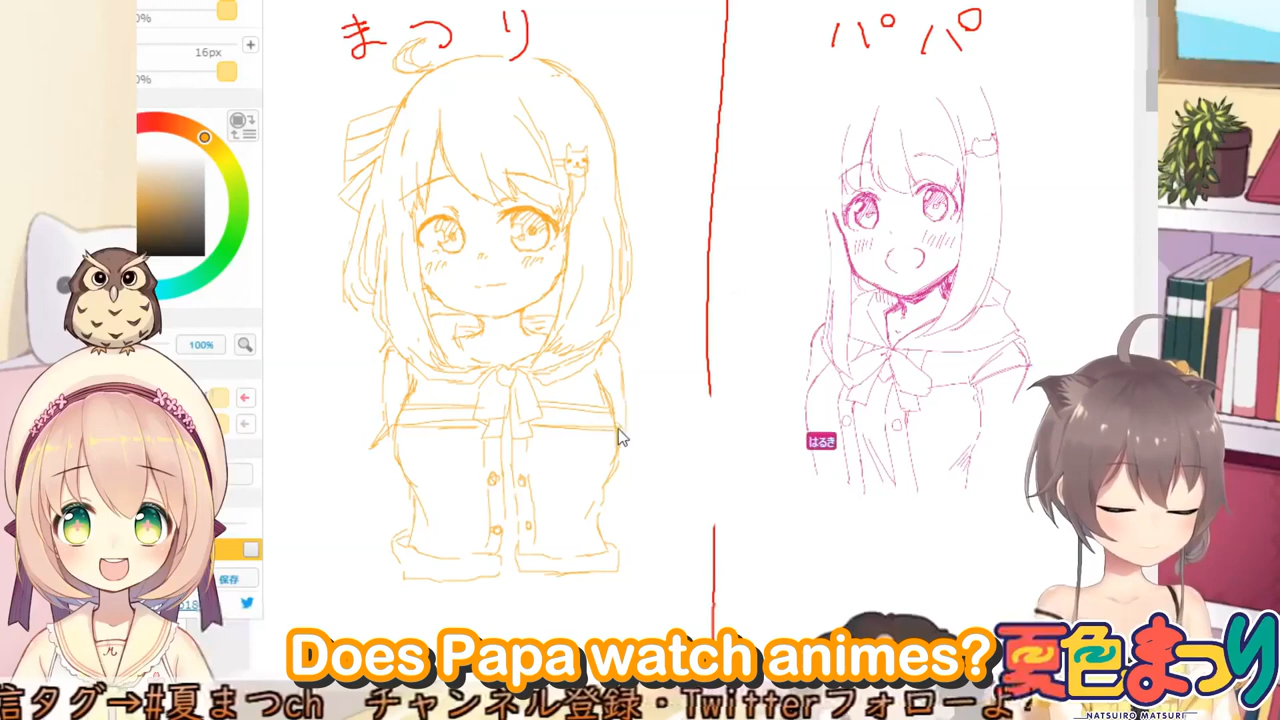 まつり
パパ
0%
16px
0%
100%
はるき
保存
Does Papa watch animes?
夏色まつり
NATSUIRO MATSURI
信タグ→#夏まつch チャンネル登録・Twitterフォローよ